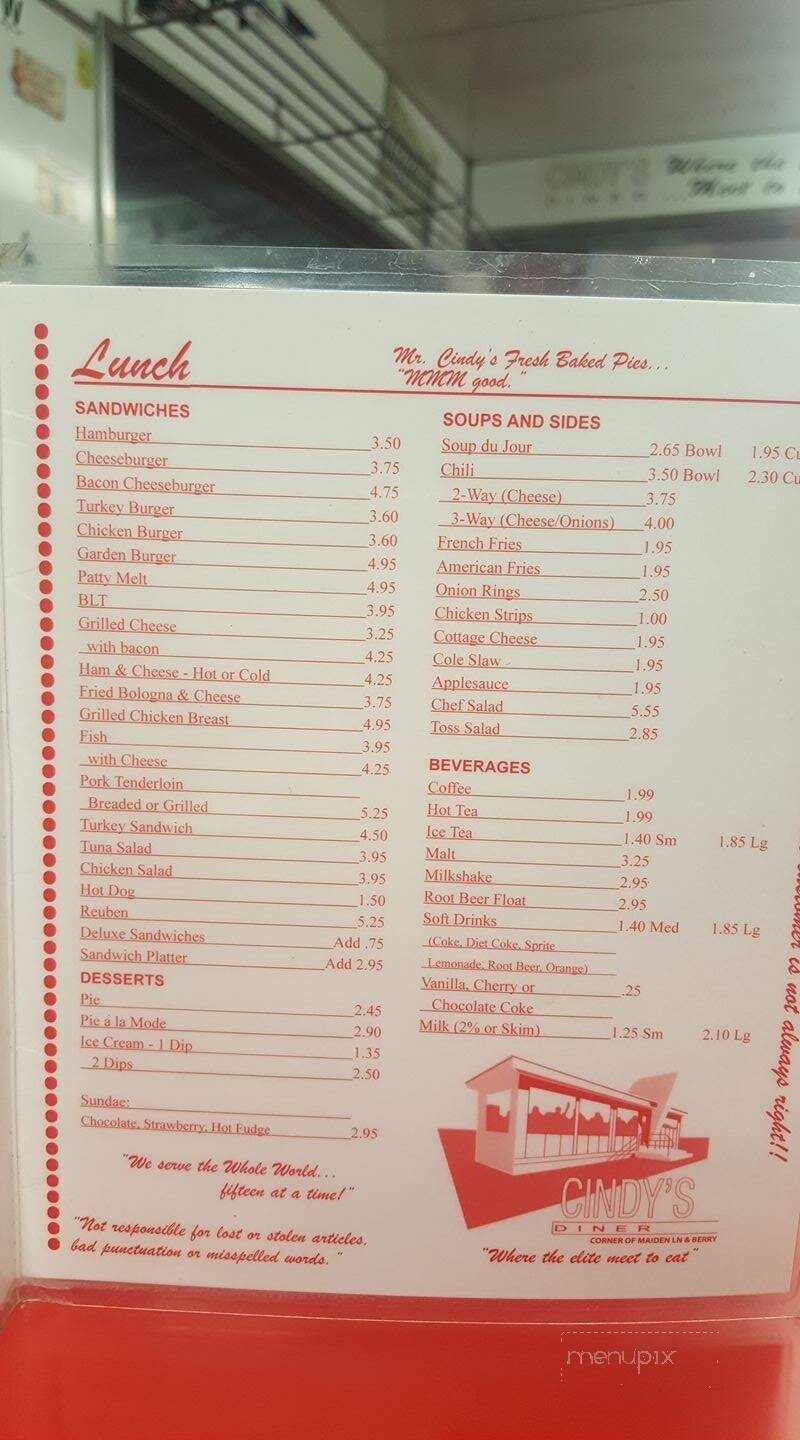 CINDY'S Where the
DINER ...Meet to
Lunch
Mr. Cindy's Fresh Baked Pies...
"MMM good."
SANDWICHES
Hamburger 3.50
Cheeseburger 3.75
Bacon Cheeseburger 4.75
Turkey Burger 3.60
Chicken Burger 3.60
Garden Burger 4.95
Patty Melt 4.95
BLT 3.95
Grilled Cheese 3.25
with bacon 4.25
Ham & Cheese - Hot or Cold 4.25
Fried Bologna & Cheese 3.75
Grilled Chicken Breast 4.95
Fish 3.95
with Cheese 4.25
Pork Tenderloin
Breaded or Grilled 5.25
Turkey Sandwich 4.50
Tuna Salad 3.95
Chicken Salad 3.95
Hot Dog 1.50
Reuben 5.25
Deluxe Sandwiches Add .75
Sandwich Platter Add 2.95
DESSERTS
Pie 2.45
Pie a la Mode 2.90
Ice Cream - 1 Dip 1.35
2 Dips 2.50
Sundae:
Chocolate, Strawberry, Hot Fudge 2.95
"We serve the Whole World...
fifteen at a time!"
"Not responsible for lost or stolen articles,
bad punctuation or misspelled words."
SOUPS AND SIDES
Soup du Jour 2.65 Bowl 1.95 Cu
Chili 3.50 Bowl 2.30 Cu
2-Way (Cheese) 3.75
3-Way (Cheese/Onions) 4.00
French Fries 1.95
American Fries 1.95
Onion Rings 2.50
Chicken Strips 1.00
Cottage Cheese 1.95
Cole Slaw 1.95
Applesauce 1.95
Chef Salad 5.55
Toss Salad 2.85
BEVERAGES
Coffee 1.99
Hot Tea 1.99
Ice Tea 1.40 Sm 1.85 Lg
Malt 3.25
Milkshake 2.95
Root Beer Float 2.95
Soft Drinks 1.40 Med 1.85 Lg
(Coke, Diet Coke, Sprite
Lemonade, Root Beer, Orange)
Vanilla, Cherry or .25
Chocolate Coke
Milk (2% or Skim) 1.25 Sm 2.10 Lg
is not always right!!
CINDY'S
DINER
CORNER OF MAIDEN LN & BERRY
"Where the elite meet to eat"
menupix